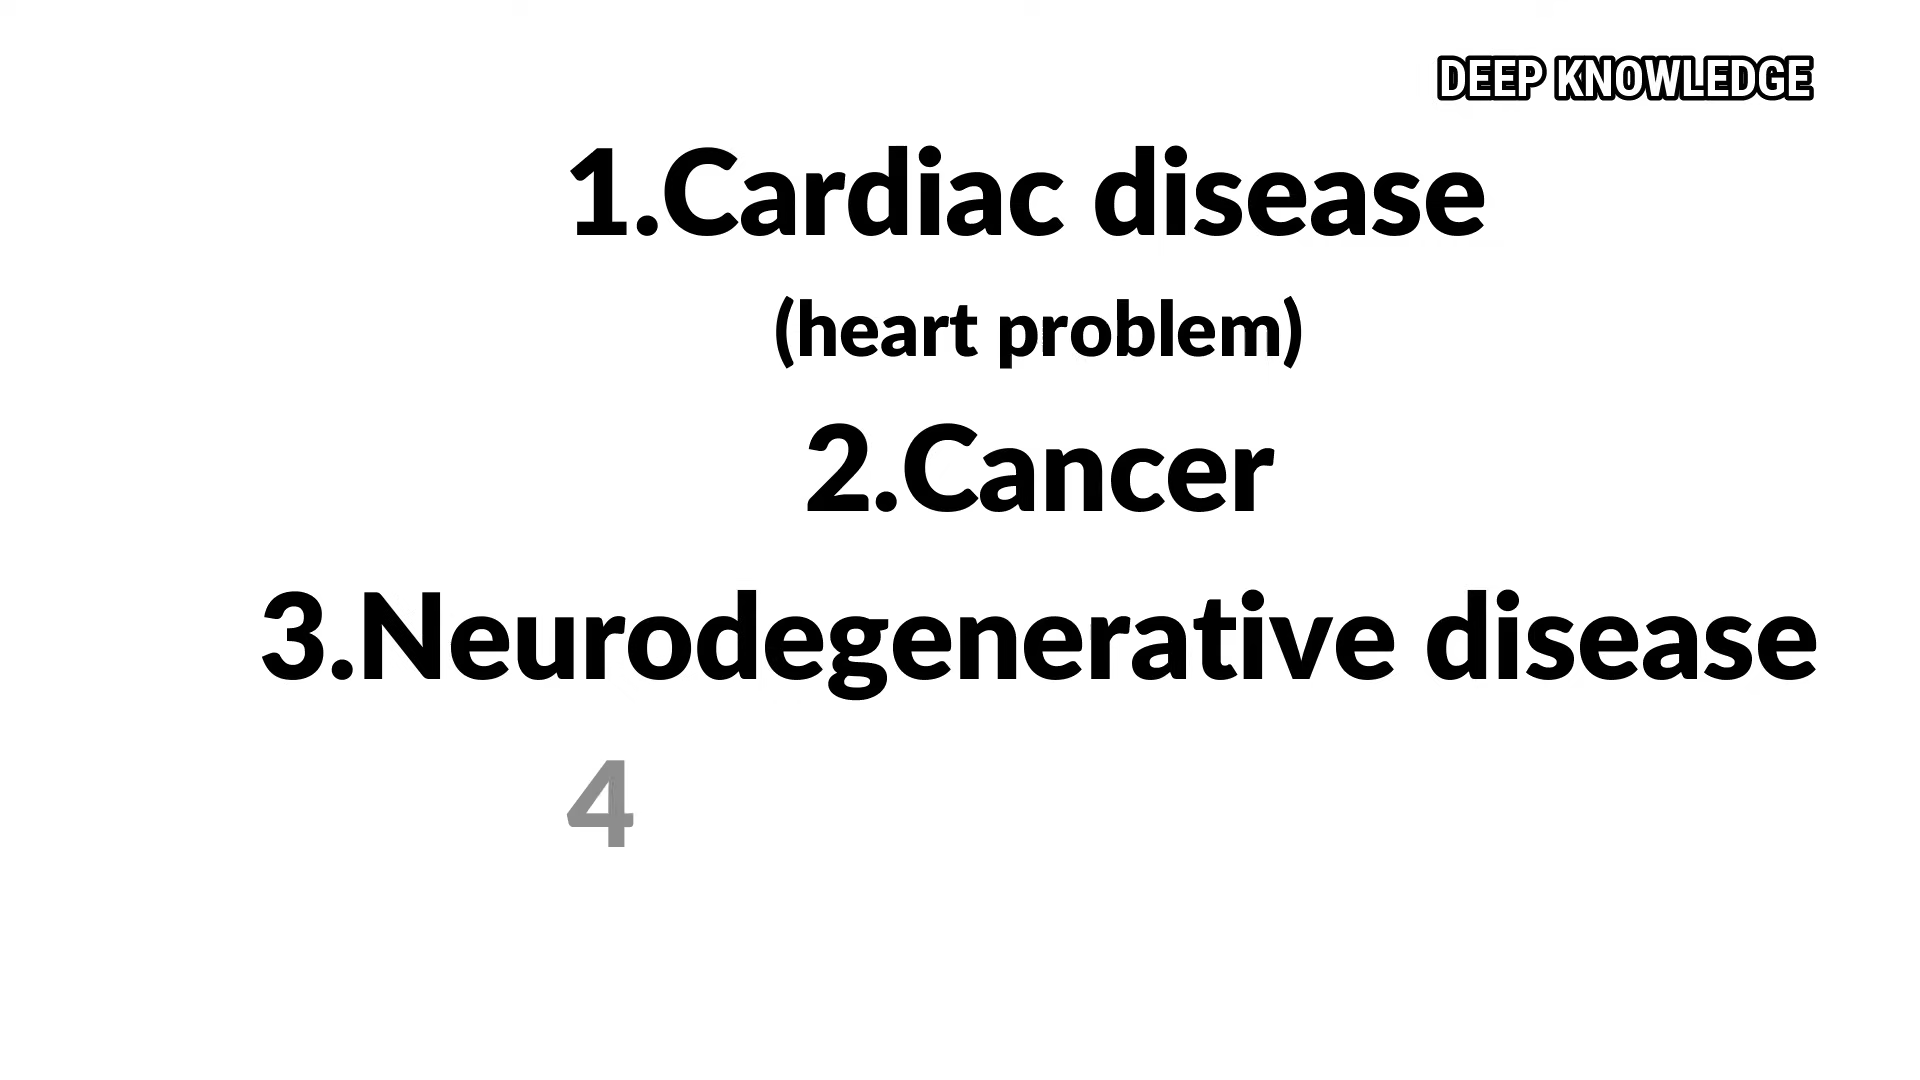 DEEP KNOWLEDGE
1.Cardiac disease
(heart problem)
2.Cancer
3.Neurodegenerative disease
4